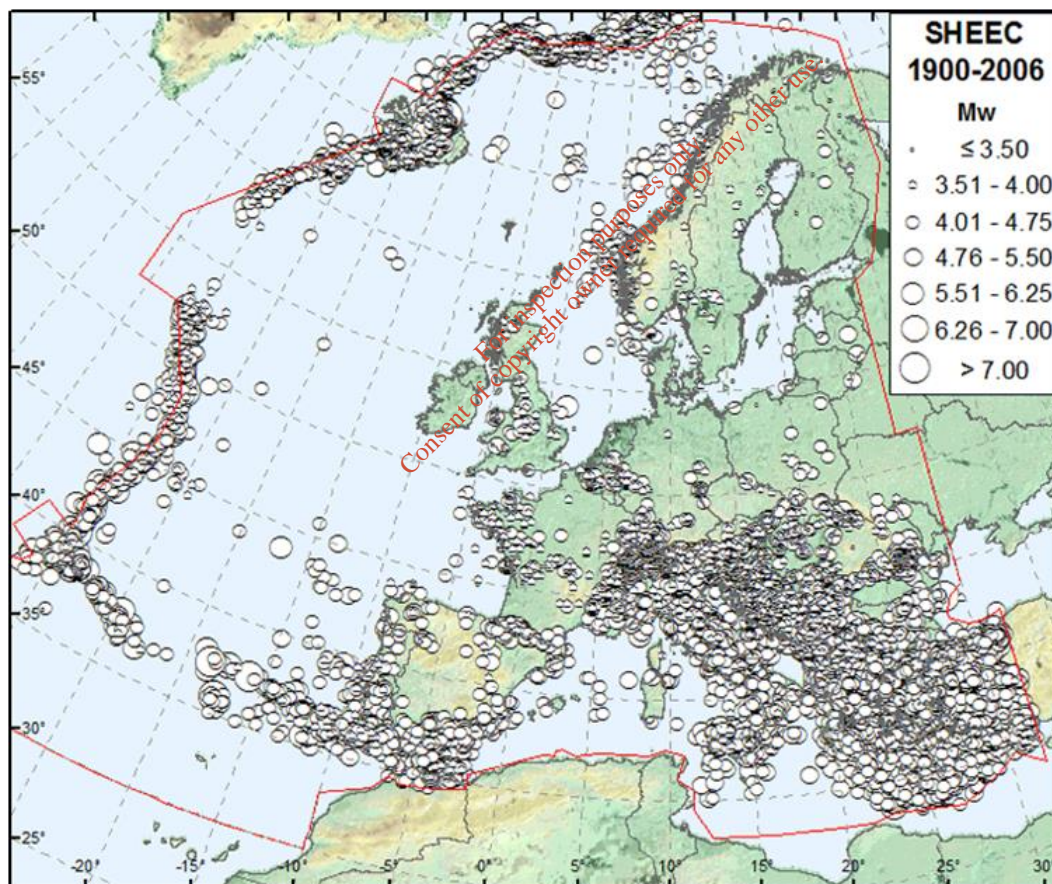 SHEEC
1900-2006
Mw
≤ 3.50
3.51 - 4.00
4.01 - 4.75
4.76 - 5.50
5.51 - 6.25
6.26 - 7.00
> 7.00
55°
50°
45°
40°
35°
30°
25°
-20°
-10°
-5°
0°
5°
10°
15°
20°
25°
30
For inspection purposes only.
Consent of copyright owner required for any other use.